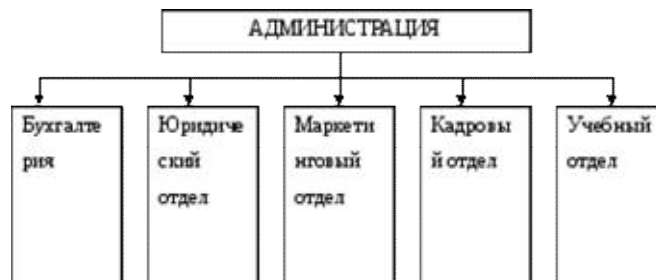 АДМИНИСТРАЦИЯ
Бухгалте
рия
Юридиче
ский
отдел
Маркети
нговый
отдел
Кадровы
й отдел
Учебный
отдел